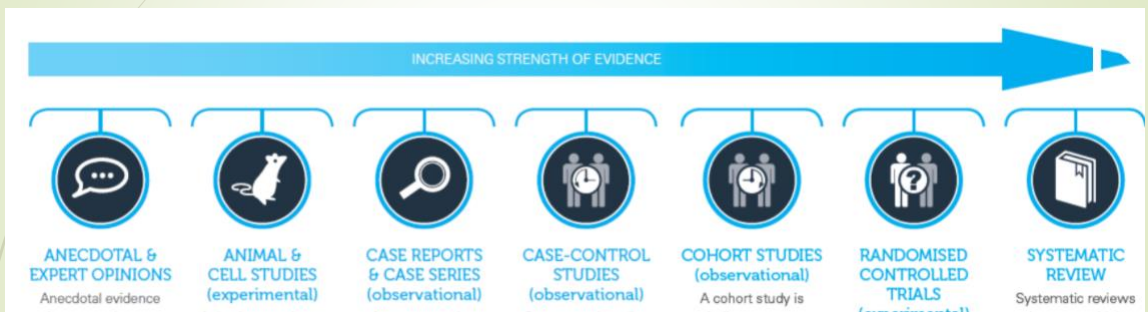 INCREASING STRENGTH OF EVIDENCE
ANECDOTAL &
EXPERT OPINIONS
Anecdotal evidence
ANIMAL &
CELL STUDIES
(experimental)
CASE REPORTS
& CASE SERIES
(observational)
CASE-CONTROL
STUDIES
(observational)
COHORT STUDIES
(observational)
A cohort study is
RANDOMISED
CONTROLLED
TRIALS
(experimental)
SYSTEMATIC
REVIEW
Systematic reviews